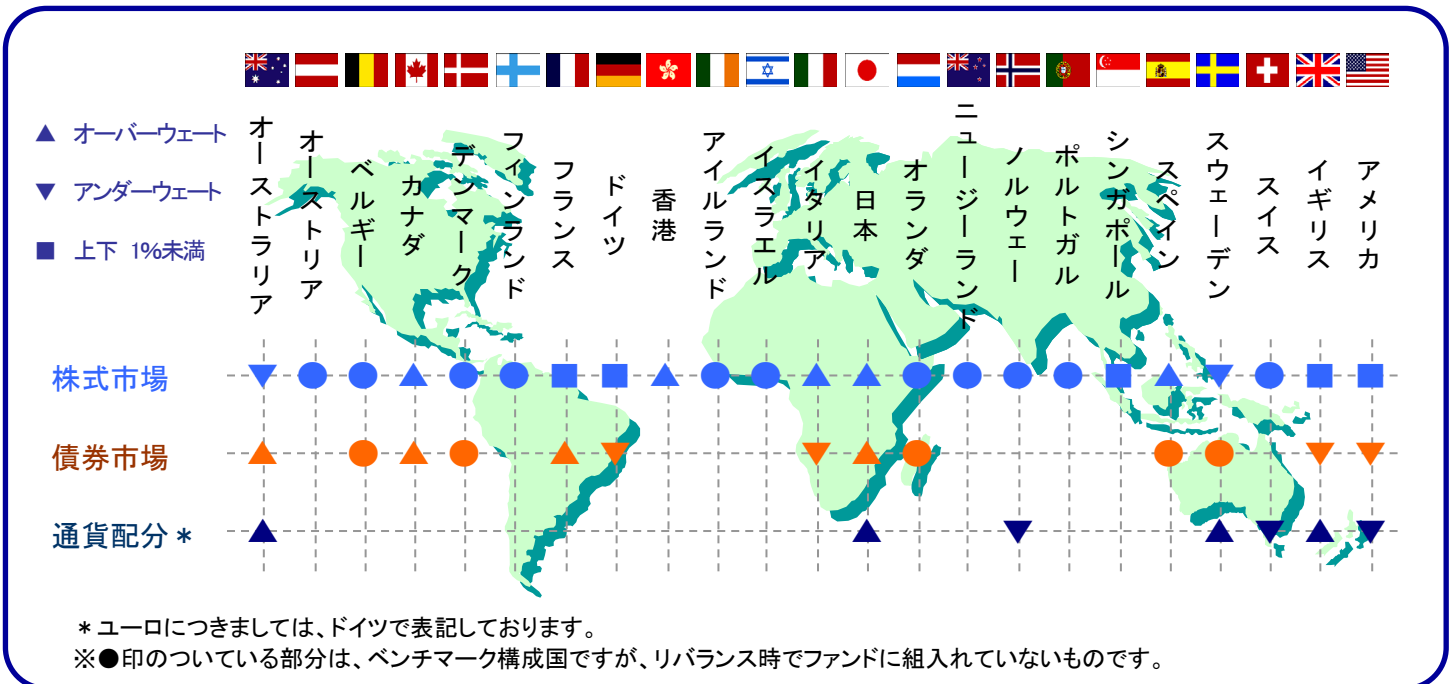 ▲ オーバーウェート
▼ アンダーウェート
■ 上下 1%未満
オーストラリア
オーストリア
ベルギー
カナダ
デンマーク
フィンランド
フランス
ドイツ
香港
アイルランド
イスラエル
イタリア
日本
オランダ
ニュージーランド
ノルウェー
ポルトガル
シンガポール
スペイン
スウェーデン
スイス
イギリス
アメリカ
株式市場
債券市場
通貨配分*
*ユーロにつきましては、ドイツで表記しております。
※●印のついている部分は、ベンチマーク構成国ですが、リバランス時でファンドに組入れていないものです。